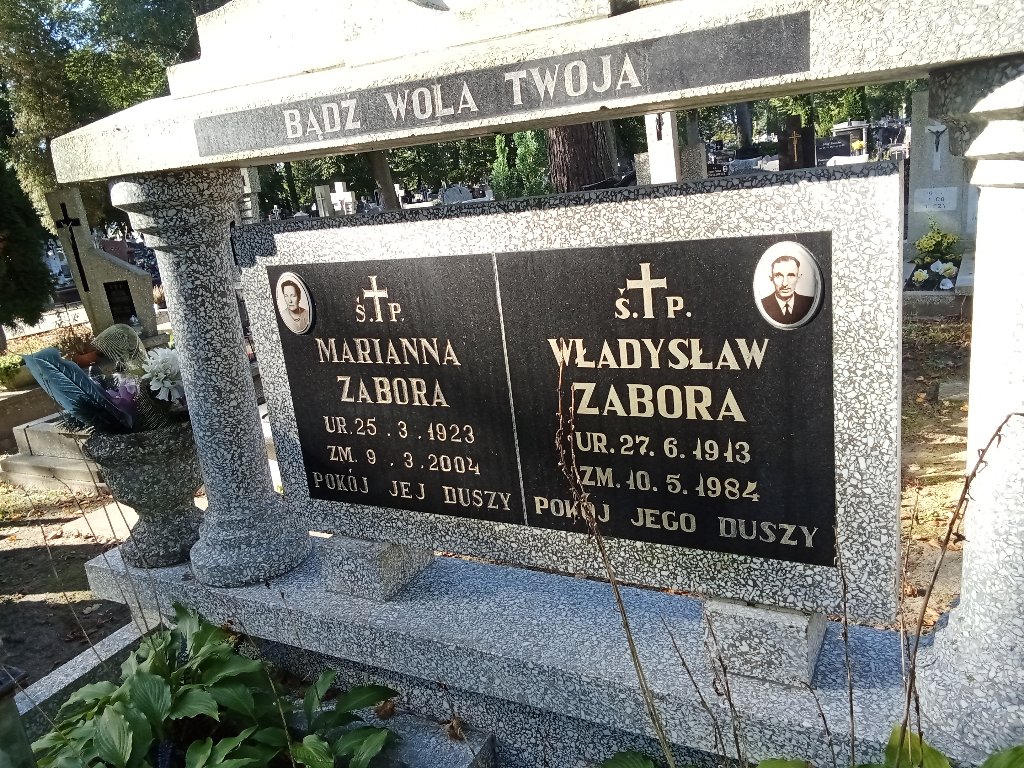 BĄDŹ WOLA TWOJA
Ś.†P.
MARIANNA
ZABORA
UR. 25. 3. 1923
ZM. 9. 3. 2004
POKÓJ JEJ DUSZY
Ś.†P.
WŁADYSŁAW
ZABORA
UR. 27. 6. 1913
ZM. 10. 5. 1984
POKÓJ JEGO DUSZY